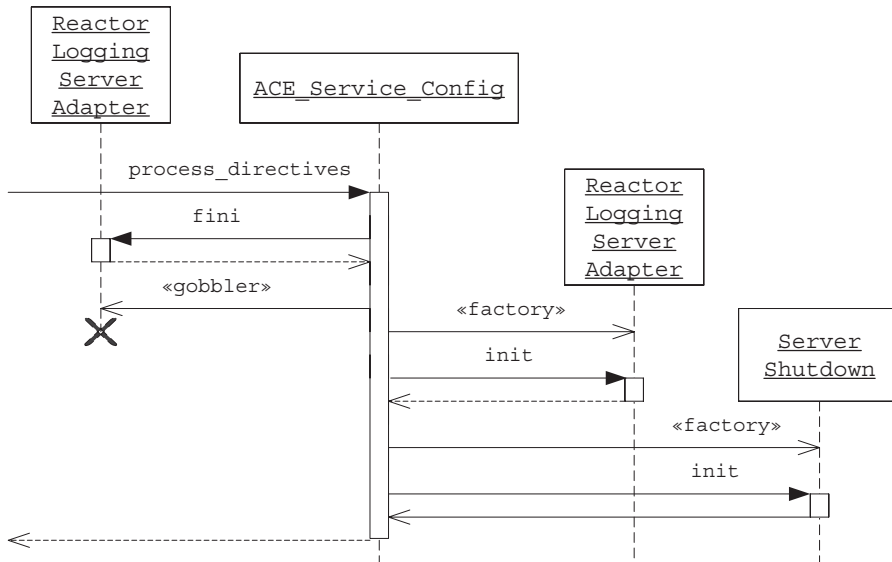 Reactor
Logging
Server
Adapter
ACE_Service_Config
process_directives
fini
«gobbler»
Reactor
Logging
Server
Adapter
«factory»
init
Server
Shutdown
«factory»
init